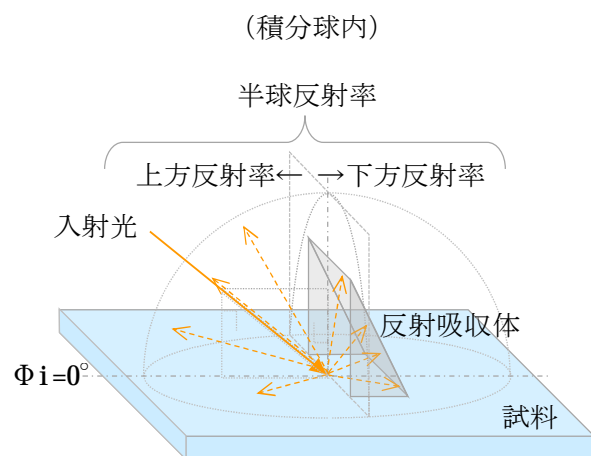 (積分球内)
半球反射率
上方反射率← →下方反射率
入射光
反射吸収体
Φi=0°
試料